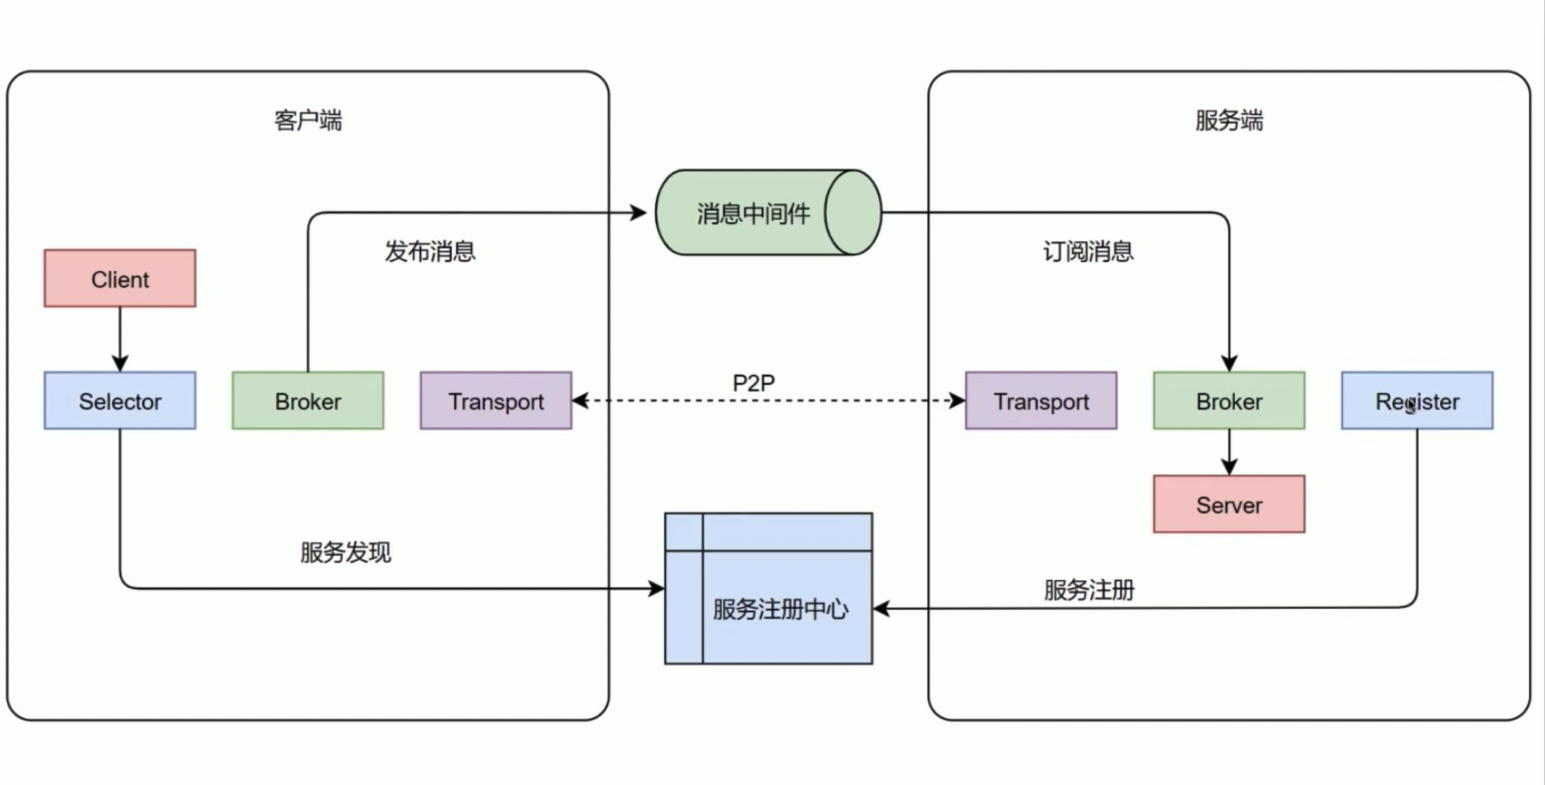 客户端
服务端
消息中间件
发布消息
订阅消息
Client
P2P
Selector
Broker
Transport
Transport
Broker
Register
Server
服务发现
服务注册
服务注册中心